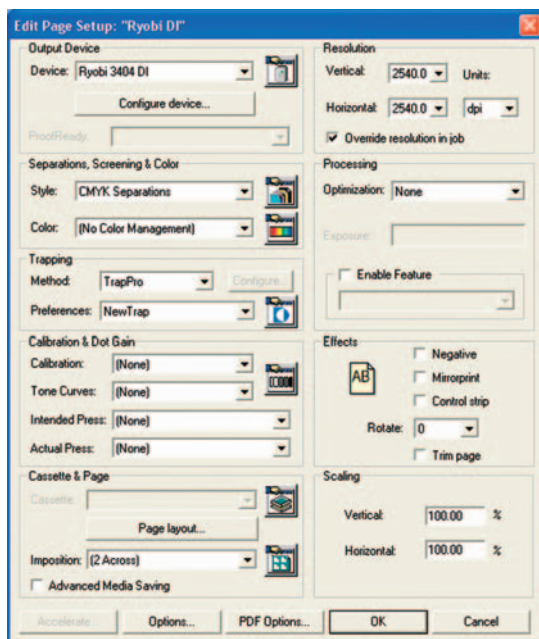 Edit Page Setup: "Ryobi DI"
Output Device
Device: Ryobi 3404 DI
Configure device...
ProofReady:
Separations, Screening & Color
Style: CMYK Separations
Color: (No Color Management)
Trapping
Method: TrapPro Configure...
Preferences: NewTrap
Calibration & Dot Gain
Calibration: (None)
Tone Curves: (None)
Intended Press: (None)
Actual Press: (None)
Cassette & Page
Cassette:
Page layout...
Imposition: (2 Across)
Advanced Media Saving
Resolution
Vertical: 2540.0 Units:
Horizontal: 2540.0 dpi
Override resolution in job
Processing
Optimization: None
Exposure:
Enable Feature
Effects
AB
Negative
Mirrorprint
Control strip
Rotate: 0
Trim page
Scaling
Vertical: 100.00 %
Horizontal: 100.00 %
Accelerate Options... PDF Options... OK Cancel